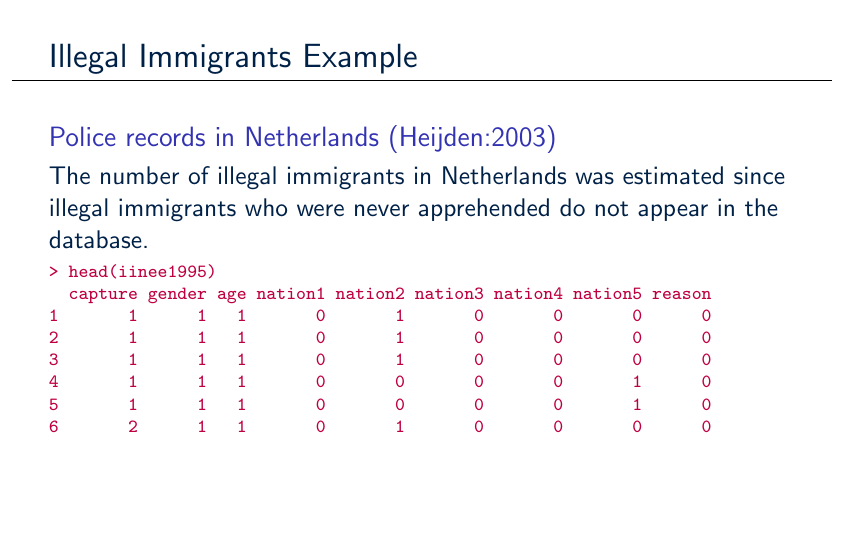 Illegal Immigrants Example
Police records in Netherlands (Heijden:2003)
The number of illegal immigrants in Netherlands was estimated since
illegal immigrants who were never apprehended do not appear in the
database.
> head(iinee1995)
  capture gender age nation1 nation2 nation3 nation4 nation5 reason
1       1      1   1       0       1       0       0       0      0
2       1      1   1       0       1       0       0       0      0
3       1      1   1       0       1       0       0       0      0
4       1      1   1       0       0       0       0       1      0
5       1      1   1       0       0       0       0       1      0
6       2      1   1       0       1       0       0       0      0